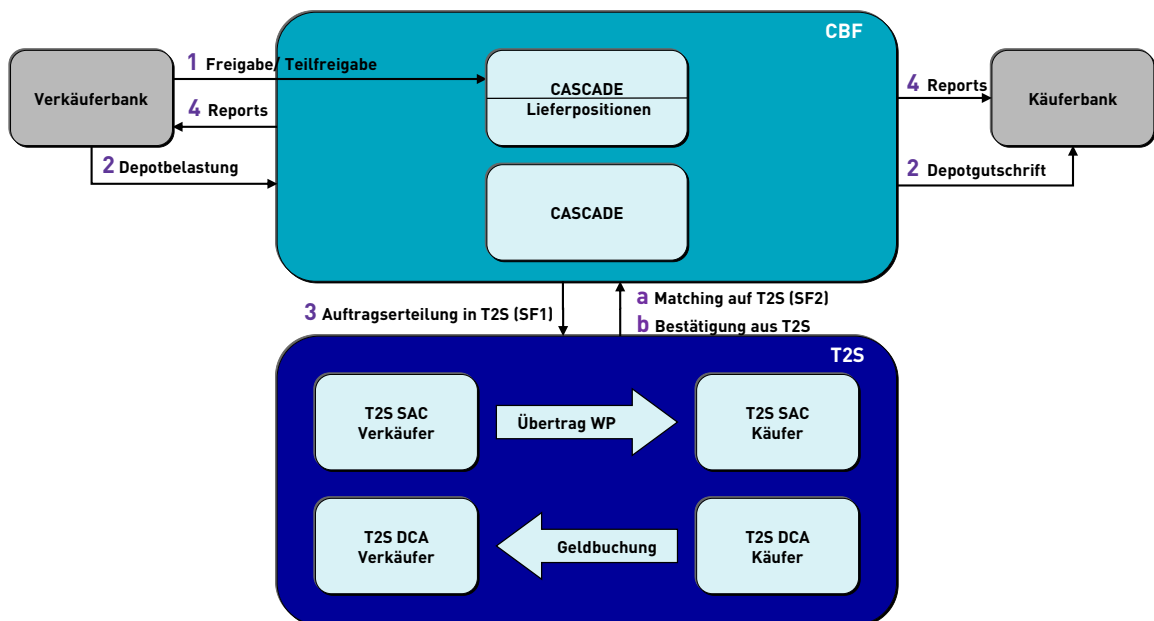 CBF
1 Freigabe/ Teilfreigabe
Verkäuferbank
4 Reports
2 Depotbelastung
CASCADE
Lieferpositionen
CASCADE
4 Reports
Käuferbank
2 Depotgutschrift
3 Auftragserteilung in T2S (SF1)
a Matching auf T2S (SF2)
b Bestätigung aus T2S
T2S
T2S SAC
Verkäufer
Übertrag WP
T2S SAC
Käufer
T2S DCA
Verkäufer
Geldbuchung
T2S DCA
Käufer